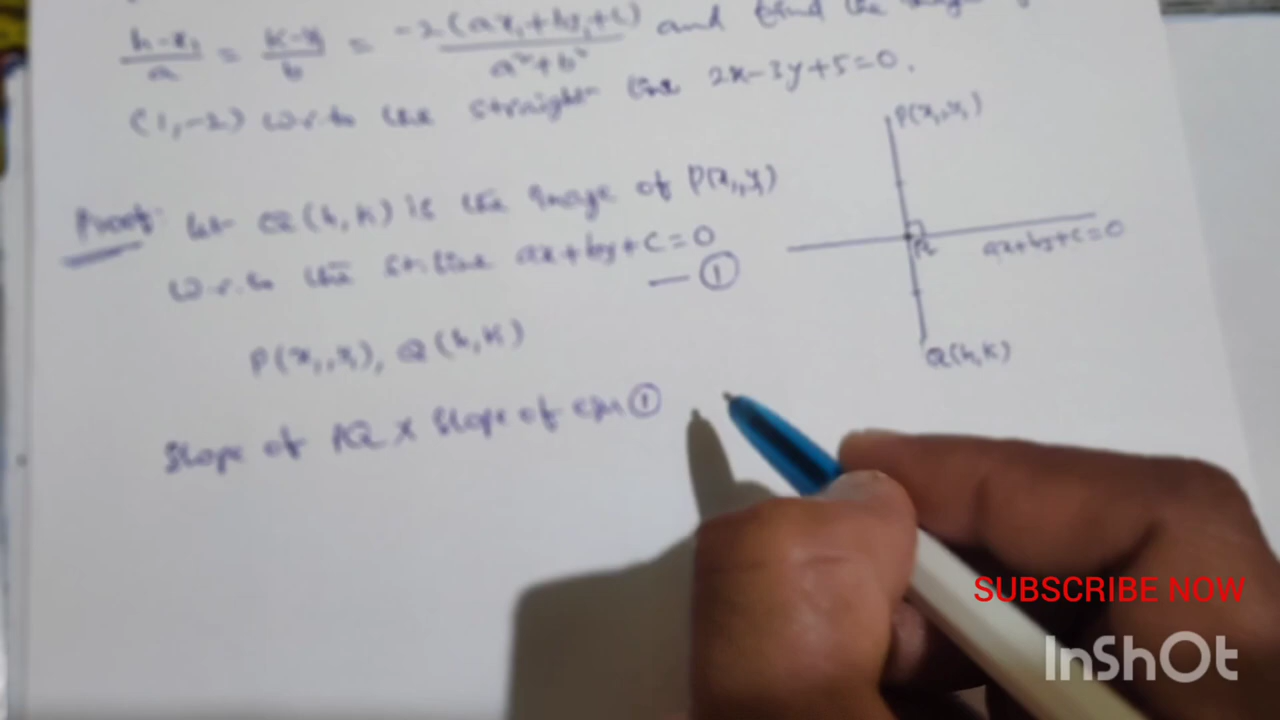 h-x₁/a = k-y₁/b = -2(ax₁+by₁+c)/a²+b² and find the image
(1,-2) w.r.to the straight line 2x-3y+5=0.
Proof: Let Q(h,k) is the image of P(x₁,y₁)
w.r.to the st.line ax+by+c=0
— ①
P(x₁,y₁), Q(h,k)
Slope of PQ × Slope of eqn ①
P(x₁,y₁)
R
ax+by+c=0
Q(h,k)
SUBSCRIBE NOW
InShOt